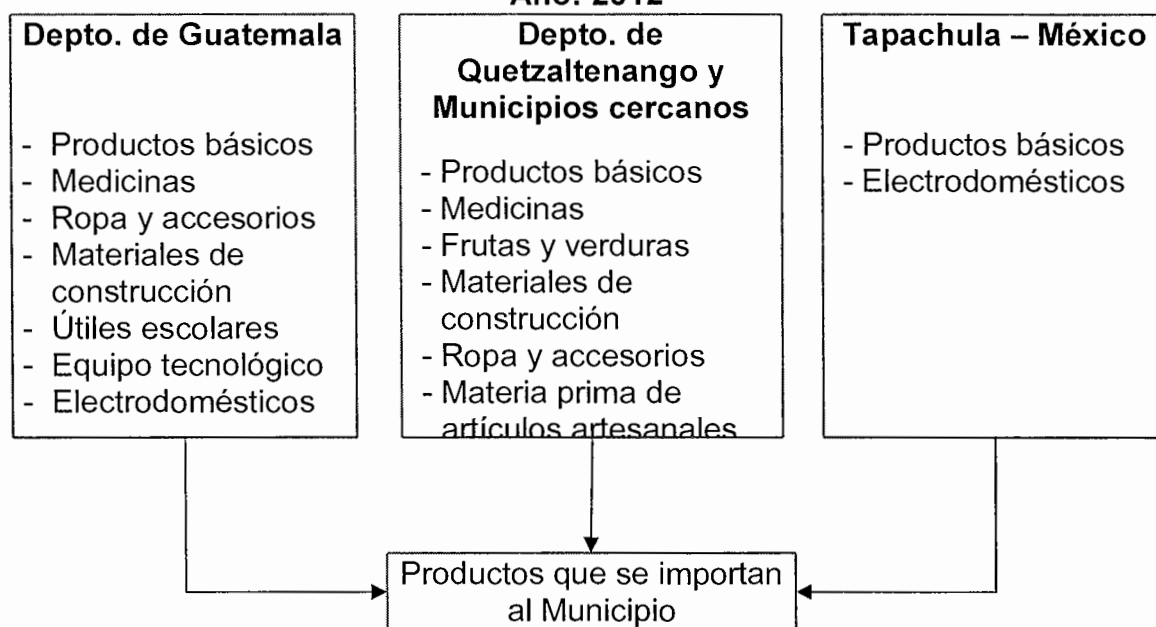 Año: 2012
Depto. de Guatemala
- Productos básicos
- Medicinas
- Ropa y accesorios
- Materiales de
construcción
- Útiles escolares
- Equipo tecnológico
- Electrodomésticos
Depto. de
Quetzaltenango y
Municipios cercanos
- Productos básicos
- Medicinas
- Frutas y verduras
- Materiales de
construcción
- Ropa y accesorios
- Materia prima de
artículos artesanales
Tapachula – México
- Productos básicos
- Electrodomésticos
Productos que se importan
al Municipio